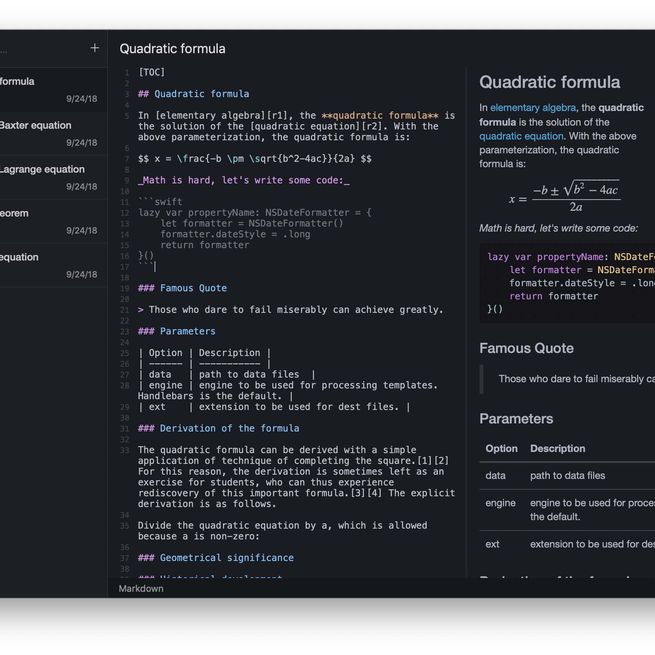 ...
+
formula
9/24/18
Baxter equation
9/24/18
Lagrange equation
9/24/18
eorem
9/24/18
equation
9/24/18
Quadratic formula
1 [TOC]
2
3 ## Quadratic formula
4
5 In [elementary algebra][r1], the **quadratic formula** is
the solution of the [quadratic equation][r2]. With the
above parameterization, the quadratic formula is:
6
7 $$ x = \frac{-b \pm \sqrt{b^2-4ac}}{2a} $$
8
9 _Math is hard, let's write some code:_
10
11 ```swift
12 lazy var propertyName: NSDateFormatter = {
13 let formatter = NSDateFormatter()
14 formatter.dateStyle = .long
15 return formatter
16 }()
17 ```
18
19 ### Famous Quote
20
21 > Those who dare to fail miserably can achieve greatly.
22
23 ### Parameters
24
25 | Option | Description |
26 | ------ | ----------- |
27 | data | path to data files |
28 | engine | engine to be used for processing templates.
Handlebars is the default. |
29 | ext | extension to be used for dest files. |
30
31 ### Derivation of the formula
32
33 The quadratic formula can be derived with a simple
application of technique of completing the square.[1][2]
For this reason, the derivation is sometimes left as an
exercise for students, who can thus experience
rediscovery of this important formula.[3][4] The explicit
derivation is as follows.
34
35 Divide the quadratic equation by a, which is allowed
because a is non-zero:
36
37 ### Geometrical significance
38
### Historical development
Markdown
Quadratic formula
In elementary algebra, the quadratic
formula is the solution of the
quadratic equation. With the above
parameterization, the quadratic
formula is:
x = −b ± √b² − 4ac
2a
Math is hard, let's write some code:
lazy var propertyName: NSDateF
let formatter = NSDateForm
formatter.dateStyle = .lon
return formatter
}()
Famous Quote
Those who dare to fail miserably ca
Parameters
Option Description
data path to data files
engine engine to be used for proce
the default.
ext extension to be used for des